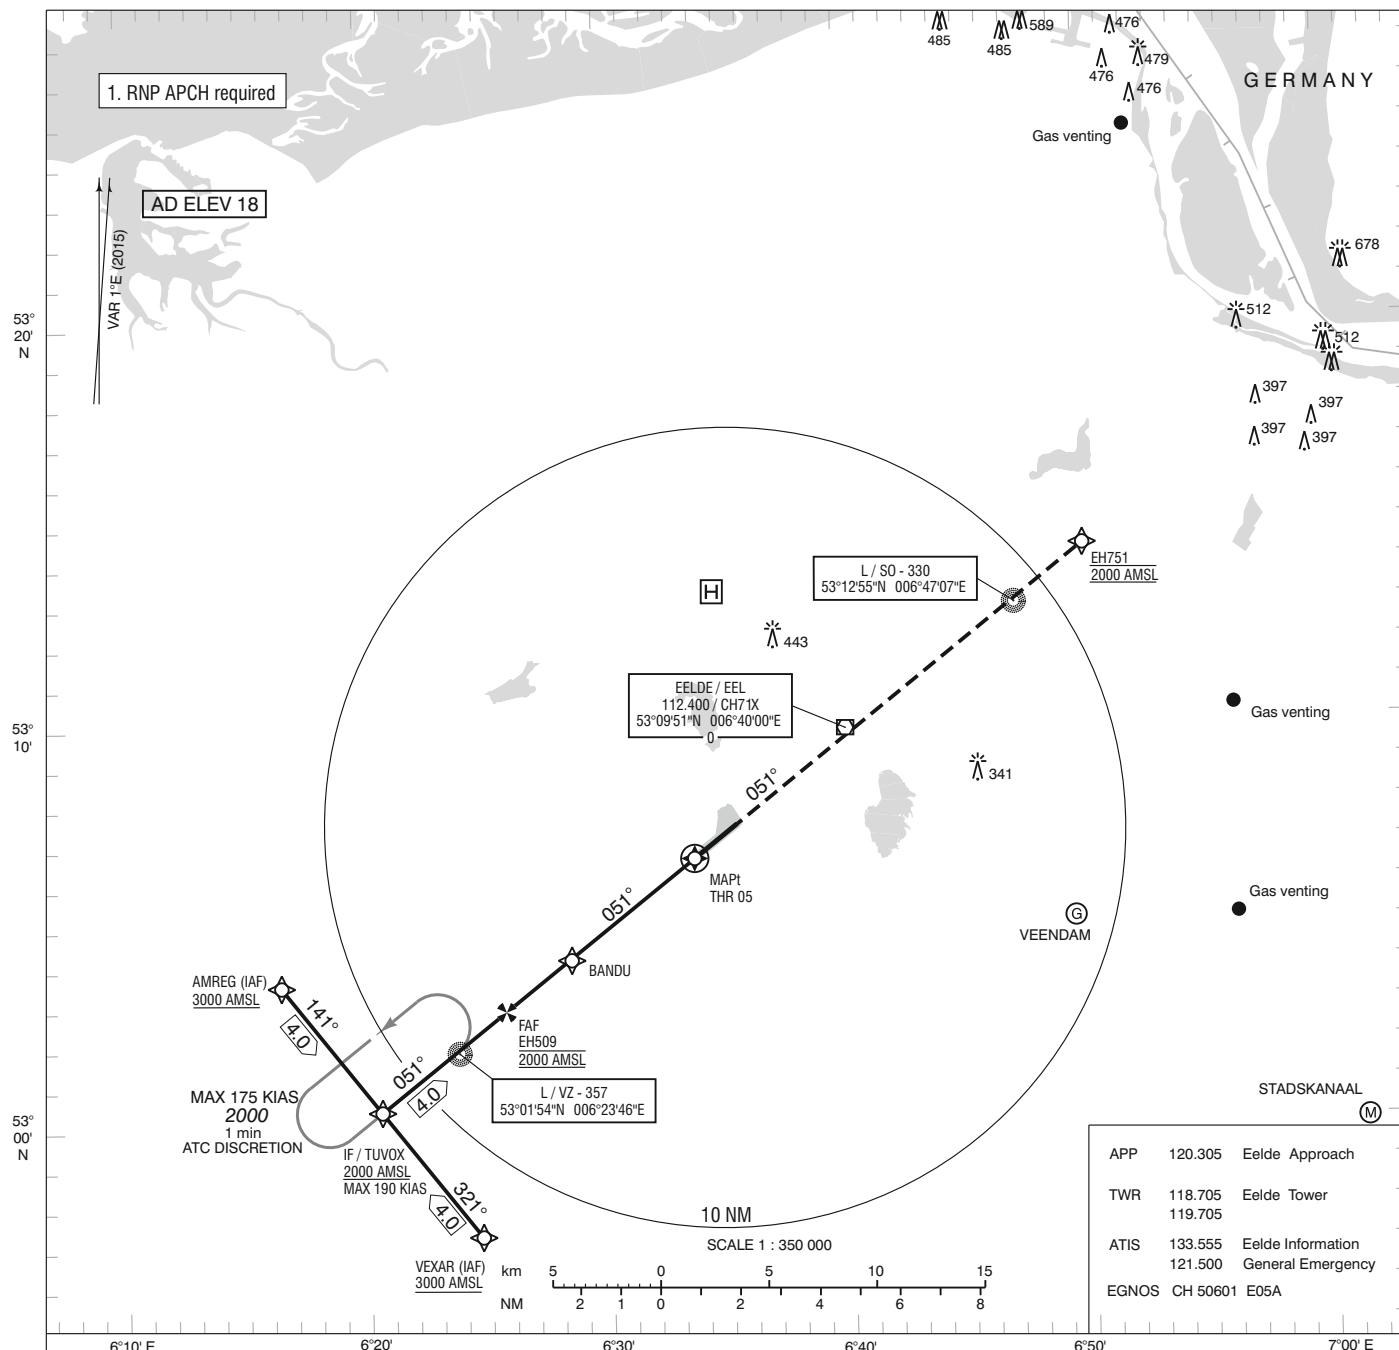 485
485
589
476
476
479
476
GERMANY
1. RNP APCH required
Gas venting
AD ELEV 18
VAR 1°E (2015)
678
53°
20'
N
512
512
397
397
397
397
EH751
2000 AMSL
L / SO - 330
53°12'55"N 006°47'07"E
H
443
EELDE / EEL
112.400 / CH71X
53°09'51"N 006°40'00"E
0
Gas venting
53°
10'
341
051°
MAPt
THR 05
051°
Gas venting
G
VEENDAM
BANDU
AMREG (IAF)
3000 AMSL
141°
4.0
FAF
EH509
2000 AMSL
051°
4.0
L / VZ - 357
53°01'54"N 006°23'46"E
MAX 175 KIAS
2000
1 min
ATC DISCRETION
53°
00'
N
IF / TUVOX
2000 AMSL
MAX 190 KIAS
321°
4.0
VEXAR (IAF)
3000 AMSL
STADSKANAAL
M
10 NM
SCALE 1 : 350 000
km 5 0 5 10 15
NM 2 1 0 2 4 6 8
APP 120.305 Eelde Approach
TWR 118.705 Eelde Tower
119.705
ATIS 133.555 Eelde Information
121.500 General Emergency
EGNOS CH 50601 E05A
6°10' E 6°20' 6°30' 6°40' 6°50' 7°00' E